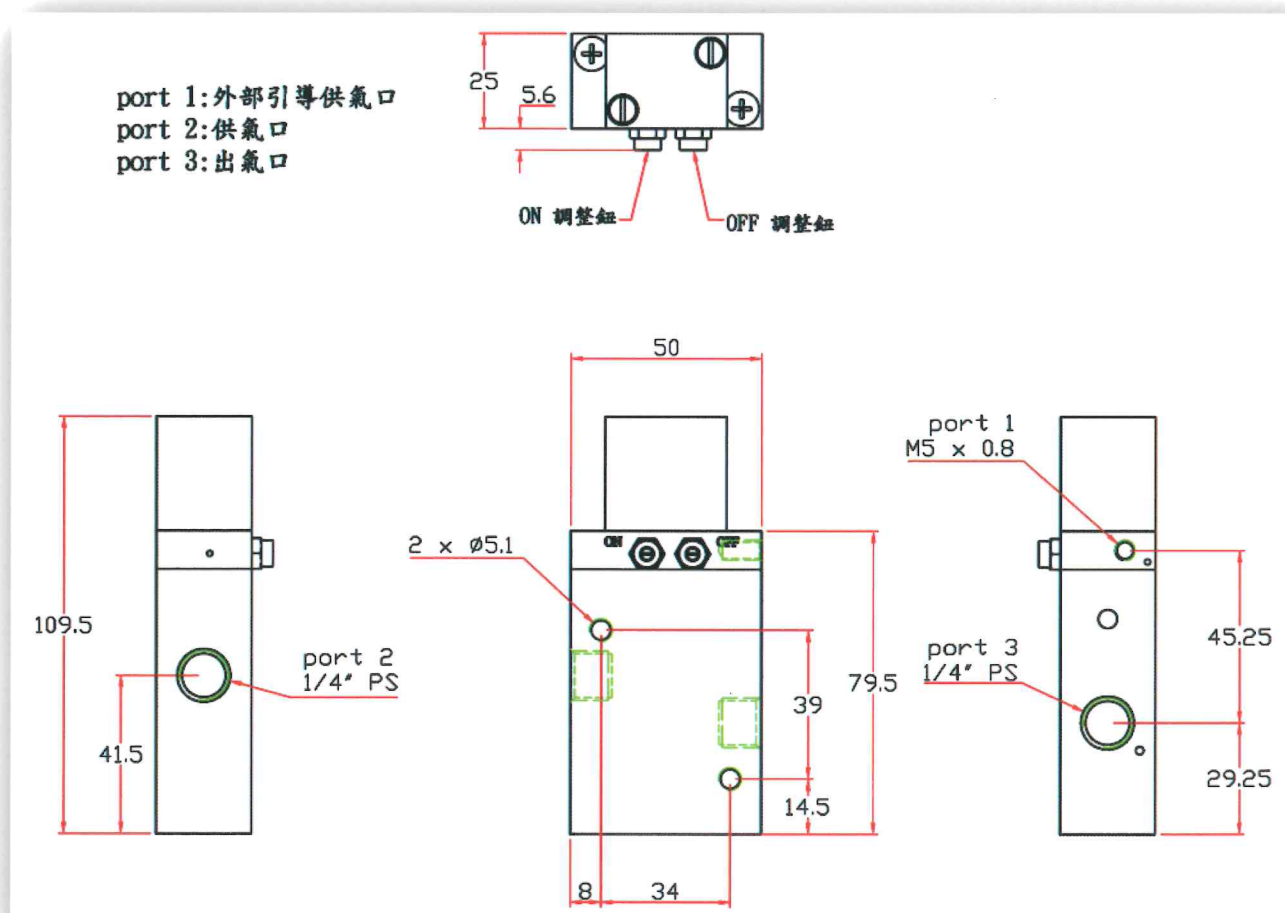 port 1:外部引導供氣口
port 2:供氣口
port 3:出氣口
25
5.6
ON 調整鈕
OFF 調整鈕
50
109.5
41.5
port 2
1/4" PS
2 x ø5.1
ON
OFF
39
79.5
14.5
8
34
port 1
M5 x 0.8
port 3
1/4" PS
45.25
29.25